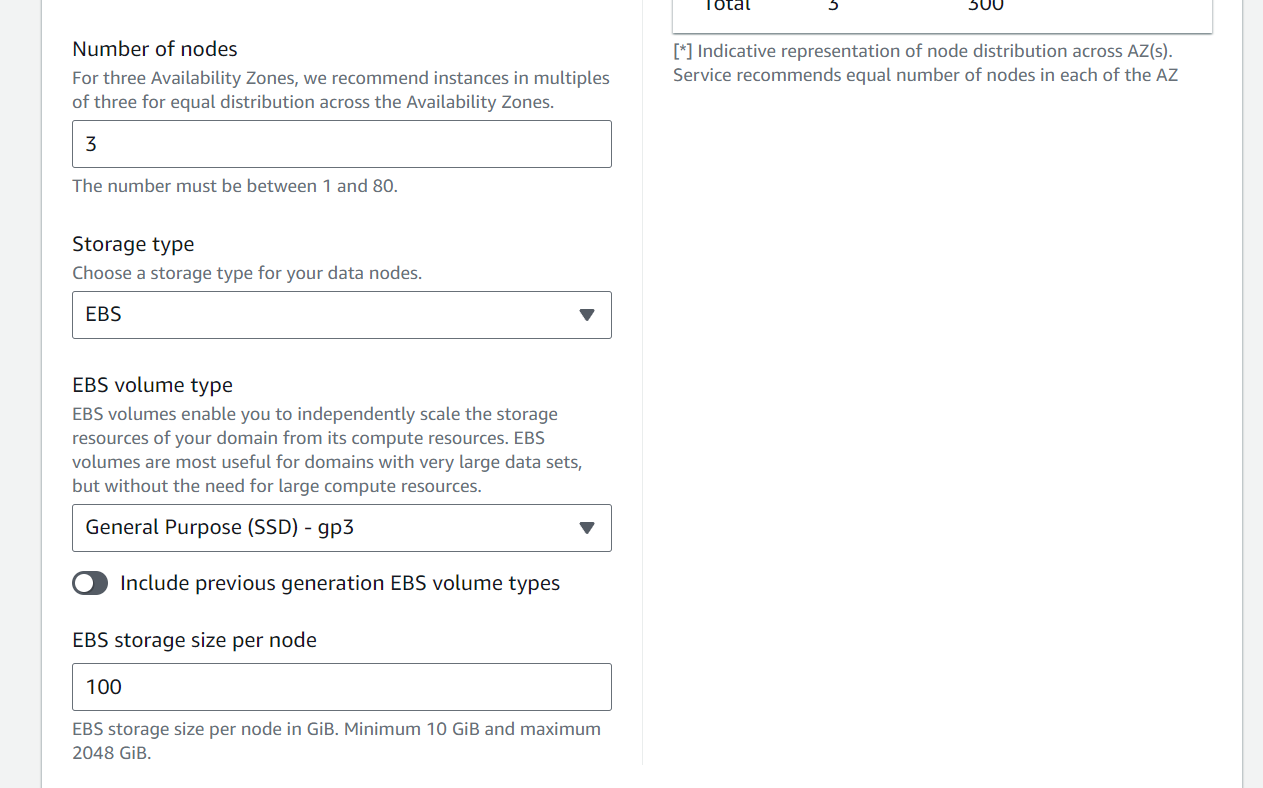 Total 3 300
Number of nodes
For three Availability Zones, we recommend instances in multiples
of three for equal distribution across the Availability Zones.
3
The number must be between 1 and 80.
Storage type
Choose a storage type for your data nodes.
EBS
EBS volume type
EBS volumes enable you to independently scale the storage
resources of your domain from its compute resources. EBS
volumes are most useful for domains with very large data sets,
but without the need for large compute resources.
General Purpose (SSD) - gp3
Include previous generation EBS volume types
EBS storage size per node
100
EBS storage size per node in GiB. Minimum 10 GiB and maximum
2048 GiB.
[*] Indicative representation of node distribution across AZ(s).
Service recommends equal number of nodes in each of the AZ